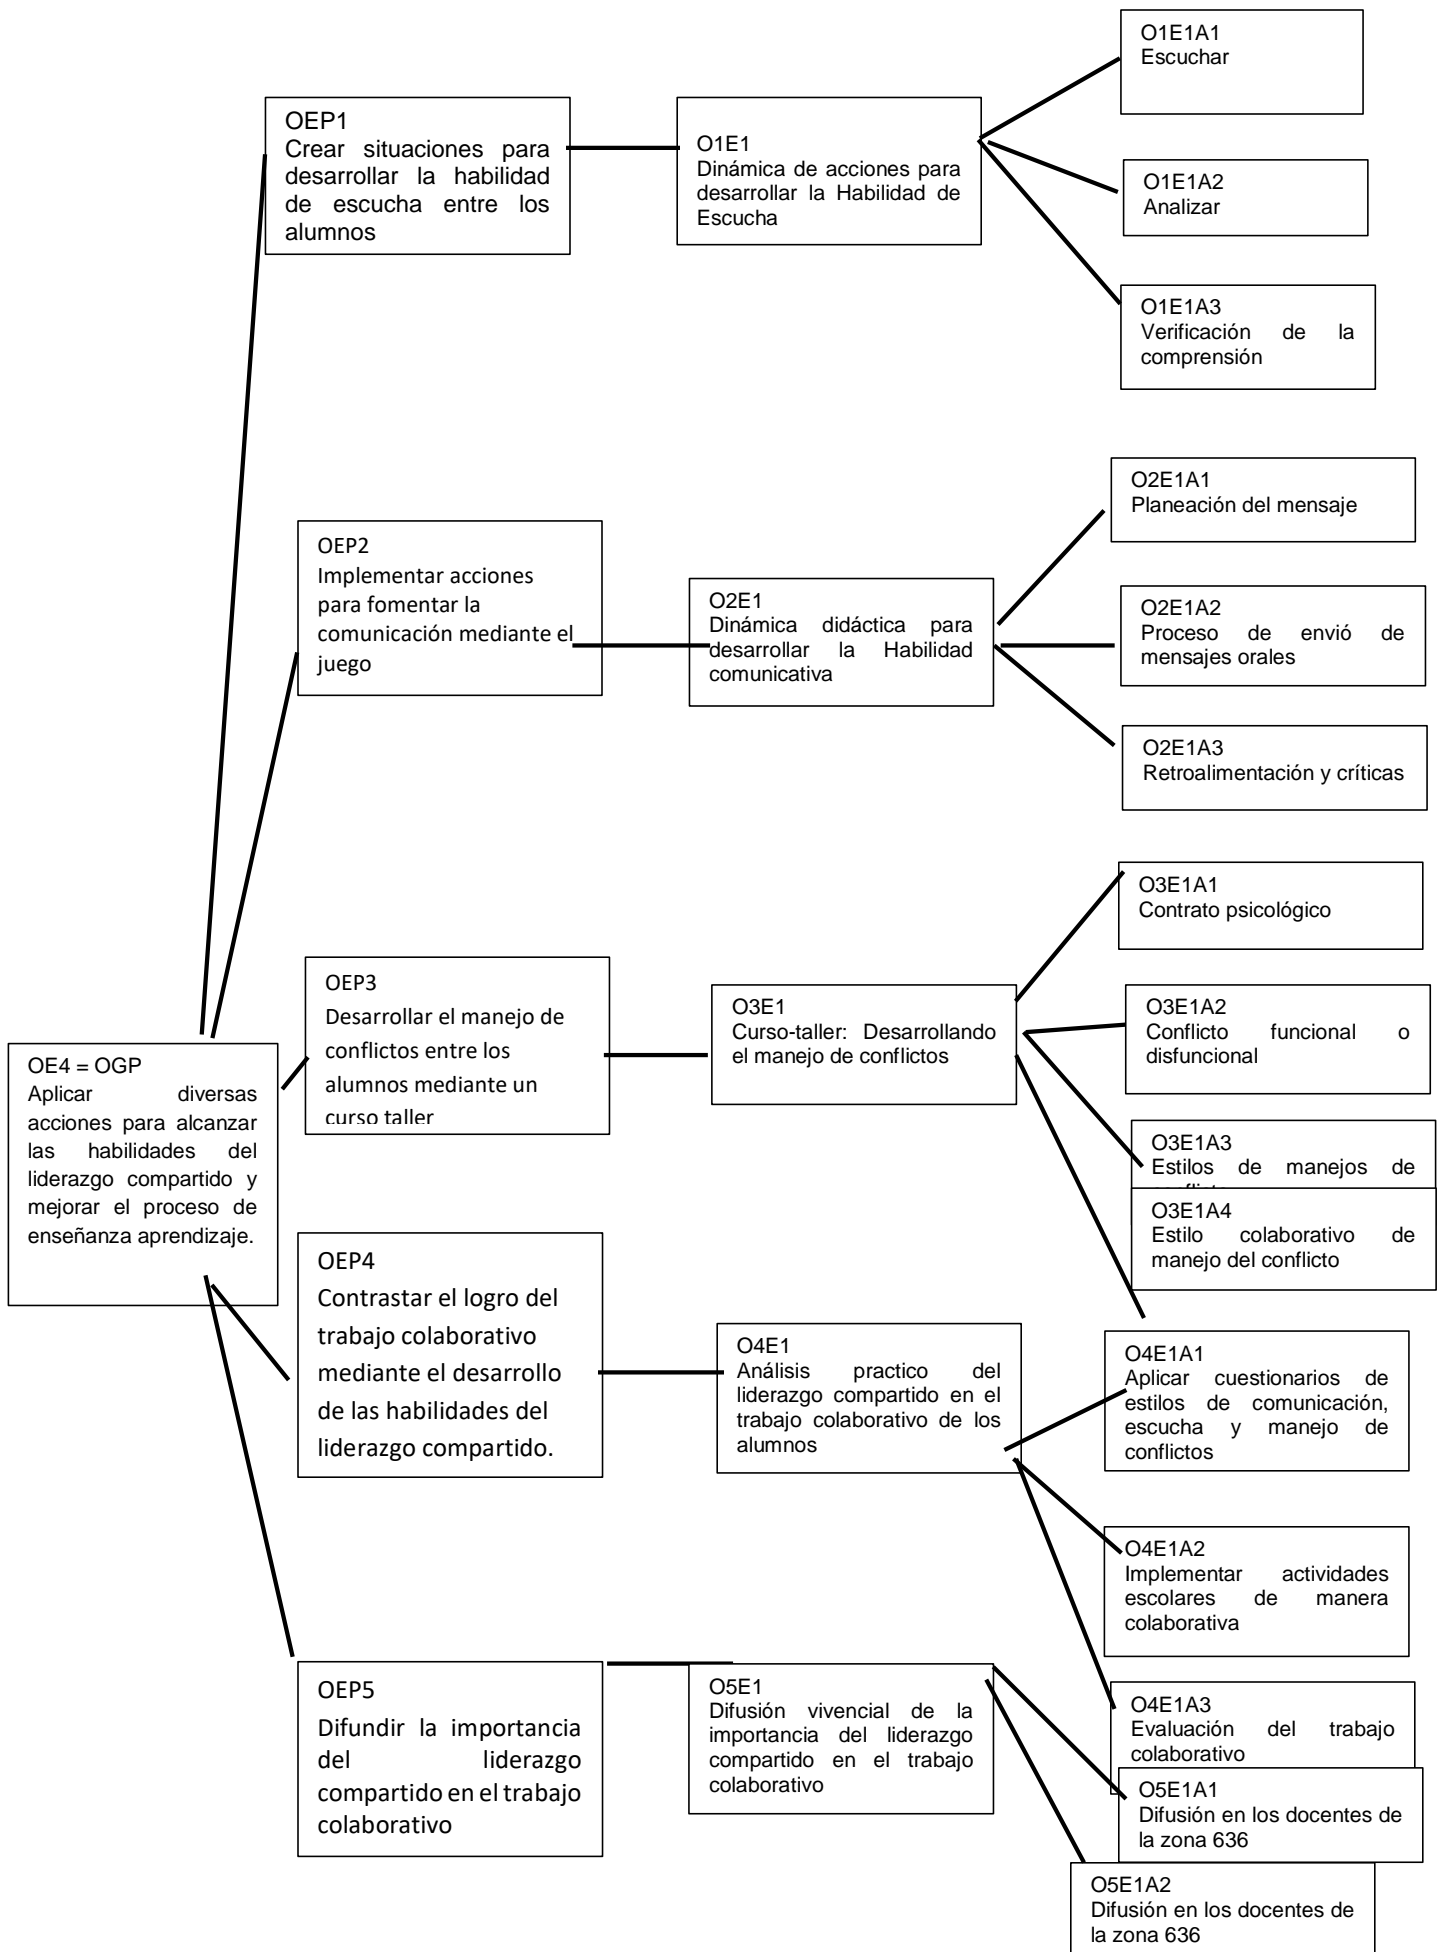 O1E1A1
Escuchar
OEP1
Crear situaciones para
desarrollar la habilidad
de escucha entre los
alumnos
O1E1
Dinámica de acciones para
desarrollar la Habilidad de
Escucha
O1E1A2
Analizar
O1E1A3
Verificación de la
comprensión
O2E1A1
Planeación del mensaje
OEP2
Implementar acciones
para fomentar la
comunicación mediante el
juego
O2E1
Dinámica didáctica para
desarrollar la Habilidad
comunicativa
O2E1A2
Proceso de envió de
mensajes orales
O2E1A3
Retroalimentación y críticas
O3E1A1
Contrato psicológico
OEP3
Desarrollar el manejo de
conflictos entre los
alumnos mediante un
curso taller
O3E1
Curso-taller: Desarrollando
el manejo de conflictos
O3E1A2
Conflicto funcional o
disfuncional
OE4 = OGP
Aplicar diversas
acciones para alcanzar
las habilidades del
liderazgo compartido y
mejorar el proceso de
enseñanza aprendizaje.
O3E1A3
Estilos de manejos de
O3E1A4
Estilo colaborativo de
manejo del conflicto
OEP4
Contrastar el logro del
trabajo colaborativo
mediante el desarrollo
de las habilidades del
liderazgo compartido.
O4E1
Análisis practico del
liderazgo compartido en el
trabajo colaborativo de los
alumnos
O4E1A1
Aplicar cuestionarios de
estilos de comunicación,
escucha y manejo de
conflictos
O4E1A2
Implementar actividades
escolares de manera
colaborativa
OEP5
Difundir la importancia
del liderazgo
compartido en el trabajo
colaborativo
O5E1
Difusión vivencial de la
importancia del liderazgo
compartido en el trabajo
colaborativo
O4E1A3
Evaluación del trabajo
colaborativo
O5E1A1
Difusión en los docentes de
la zona 636
O5E1A2
Difusión en los docentes de
la zona 636